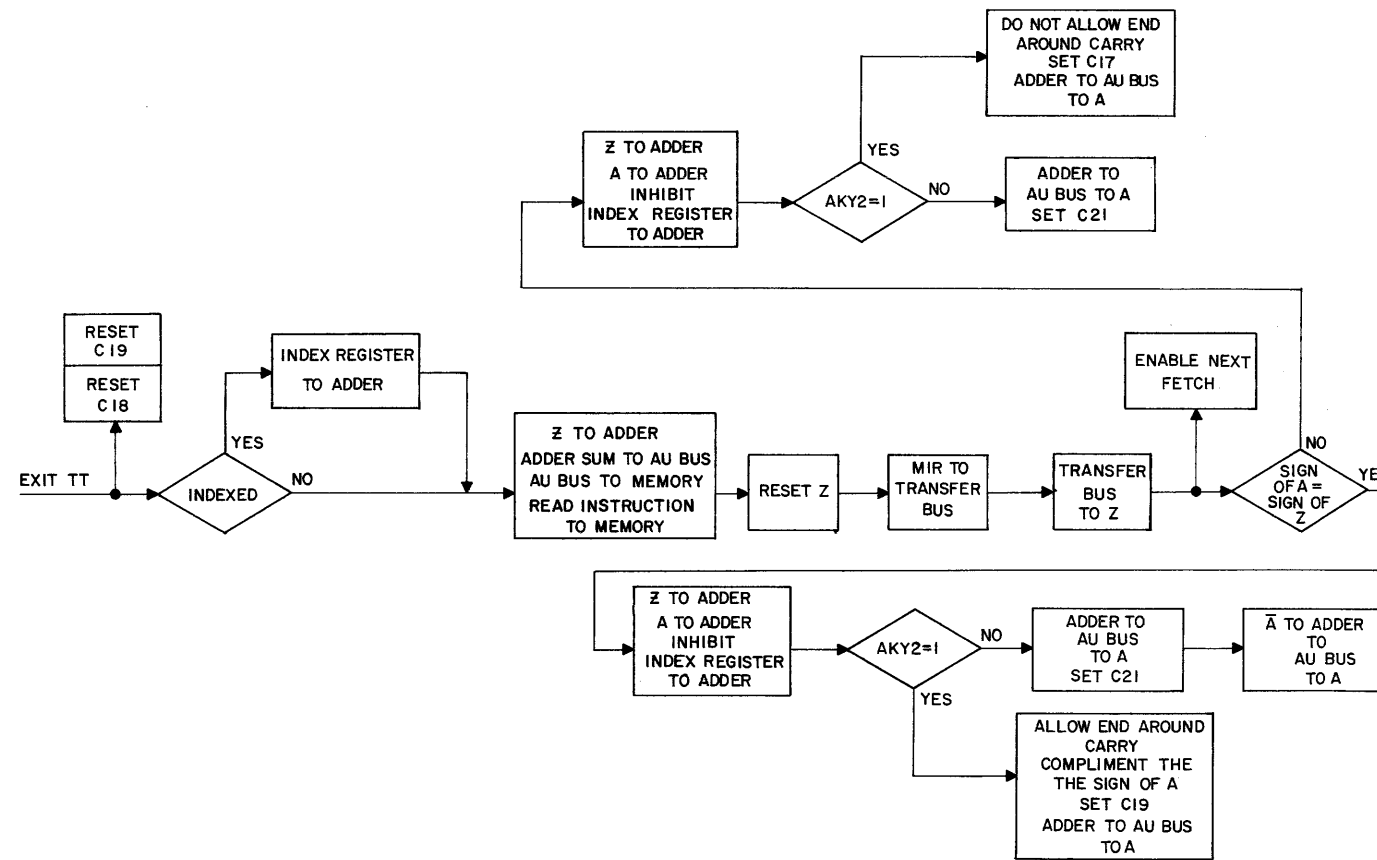 DO NOT ALLOW END
AROUND CARRY
SET C17
ADDER TO AU BUS
TO A
Z TO ADDER
A TO ADDER
INHIBIT
INDEX REGISTER
TO ADDER
YES
AKY2=1
NO
ADDER TO
AU BUS TO A
SET C21
RESET
C19
RESET
C18
INDEX REGISTER
TO ADDER
ENABLE NEXT
FETCH
EXIT TT
YES
INDEXED
NO
Z TO ADDER
ADDER SUM TO AU BUS
AU BUS TO MEMORY
READ INSTRUCTION
TO MEMORY
RESET Z
MIR TO
TRANSFER
BUS
TRANSFER
BUS
TO Z
NO
SIGN
OF A =
SIGN OF
Z
YE
Z TO ADDER
A TO ADDER
INHIBIT
INDEX REGISTER
TO ADDER
AKY2=1
NO
YES
ADDER TO
AU BUS
TO A
SET C21
A̅ TO ADDER
TO
AU BUS
TO A
ALLOW END AROUND
CARRY
COMPLIMENT THE
THE SIGN OF A
SET C19
ADDER TO AU BUS
TO A